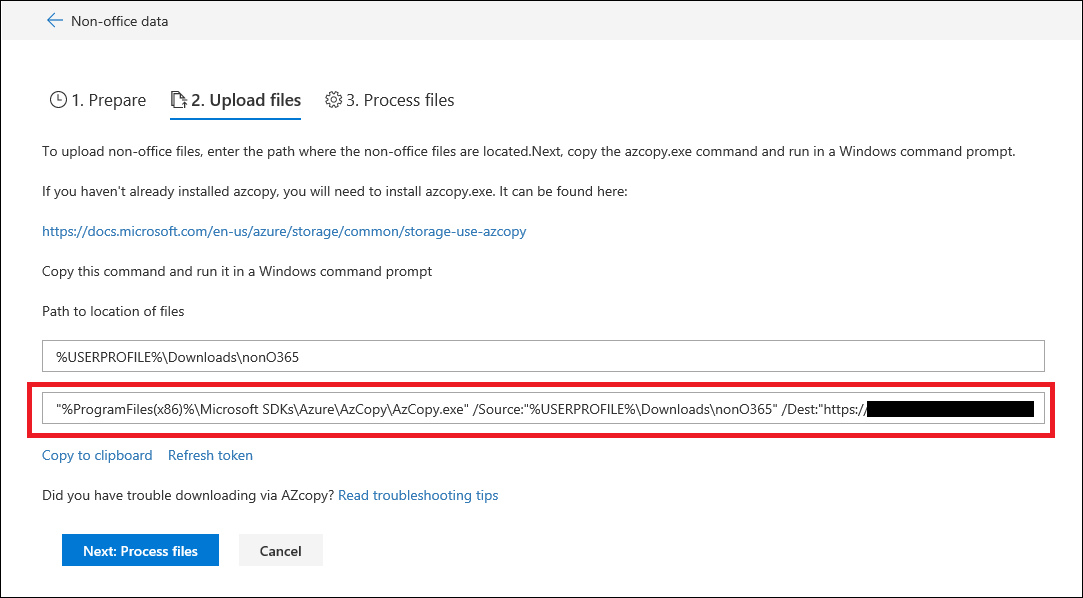 Non-office data
1. Prepare 2. Upload files 3. Process files
To upload non-office files, enter the path where the non-office files are located.Next, copy the azcopy.exe command and run in a Windows command prompt.
If you haven't already installed azcopy, you will need to install azcopy.exe. It can be found here:
https://docs.microsoft.com/en-us/azure/storage/common/storage-use-azcopy
Copy this command and run it in a Windows command prompt
Path to location of files
%USERPROFILE%\Downloads\nonO365
"%ProgramFiles(x86)%\Microsoft SDKs\Azure\AzCopy\AzCopy.exe" /Source:"%USERPROFILE%\Downloads\nonO365" /Dest:"https://
Copy to clipboard Refresh token
Did you have trouble downloading via AZcopy? Read troubleshooting tips
Next: Process files Cancel